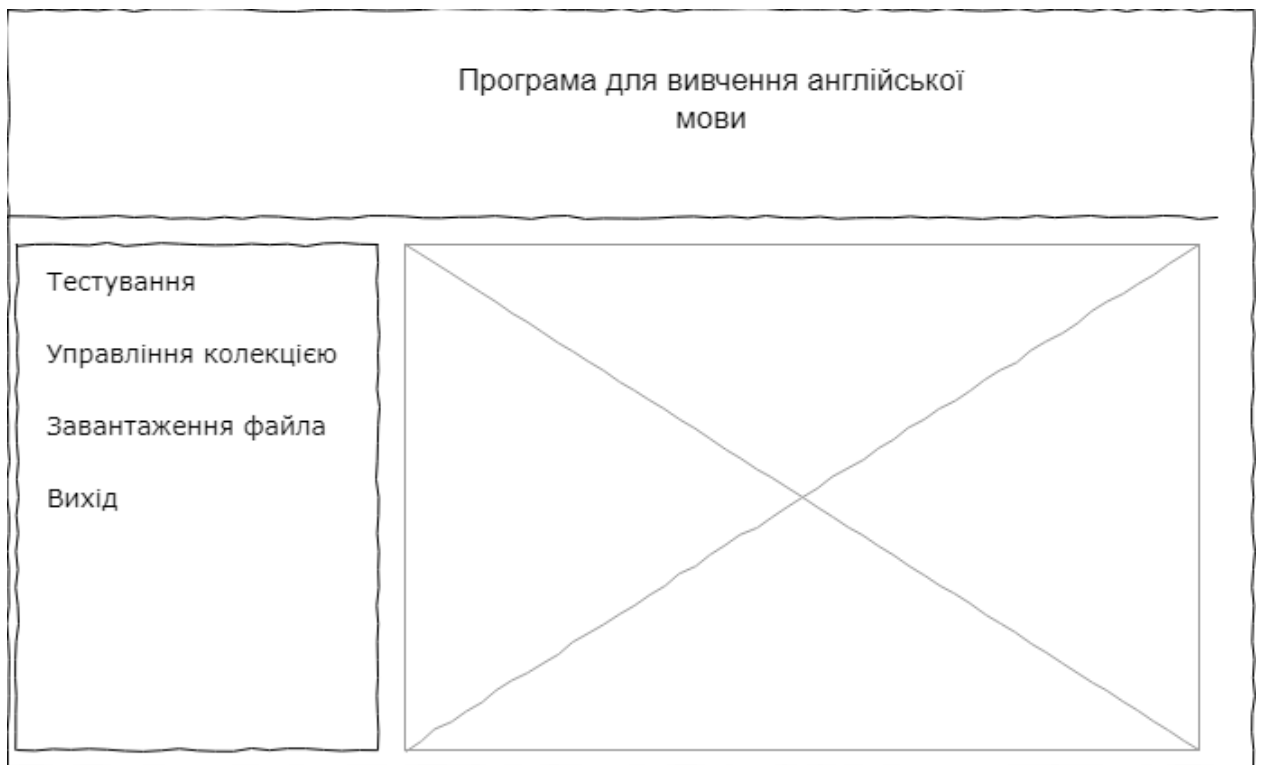 Програма для вивчення англійської
мови
Тестування
Управління колекцією
Завантаження файла
Вихід